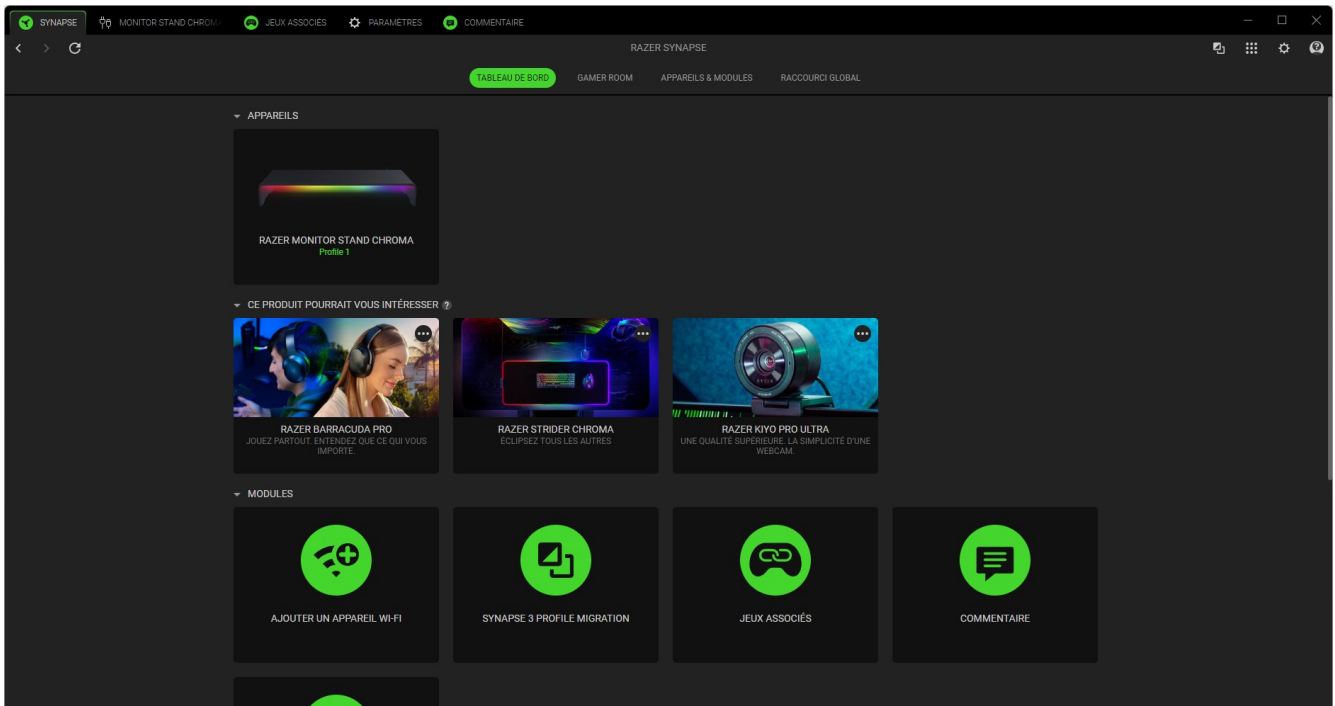 SYNAPSE
MONITOR STAND CHROMA
JEUX ASSOCIÉS
PARAMÈTRES
COMMENTAIRE
RAZER SYNAPSE
TABLEAU DE BORD
GAMER ROOM
APPAREILS & MODULES
RACCOURCI GLOBAL
APPAREILS
RAZER MONITOR STAND CHROMA
Profile 1
CE PRODUIT POURRAIT VOUS INTÉRESSER ?
RAZER BARRACUDA PRO
JOUEZ PARTOUT. ENTENDEZ QUE CE QUI VOUS
IMPORTE.
RAZER STRIDER CHROMA
ÉCLIPSEZ TOUS LES AUTRES
RAZER KIYO PRO ULTRA
UNE QUALITÉ SUPÉRIEURE. LA SIMPLICITÉ D'UNE
WEBCAM.
MODULES
AJOUTER UN APPAREIL WI-FI
SYNAPSE 3 PROFILE MIGRATION
JEUX ASSOCIÉS
COMMENTAIRE